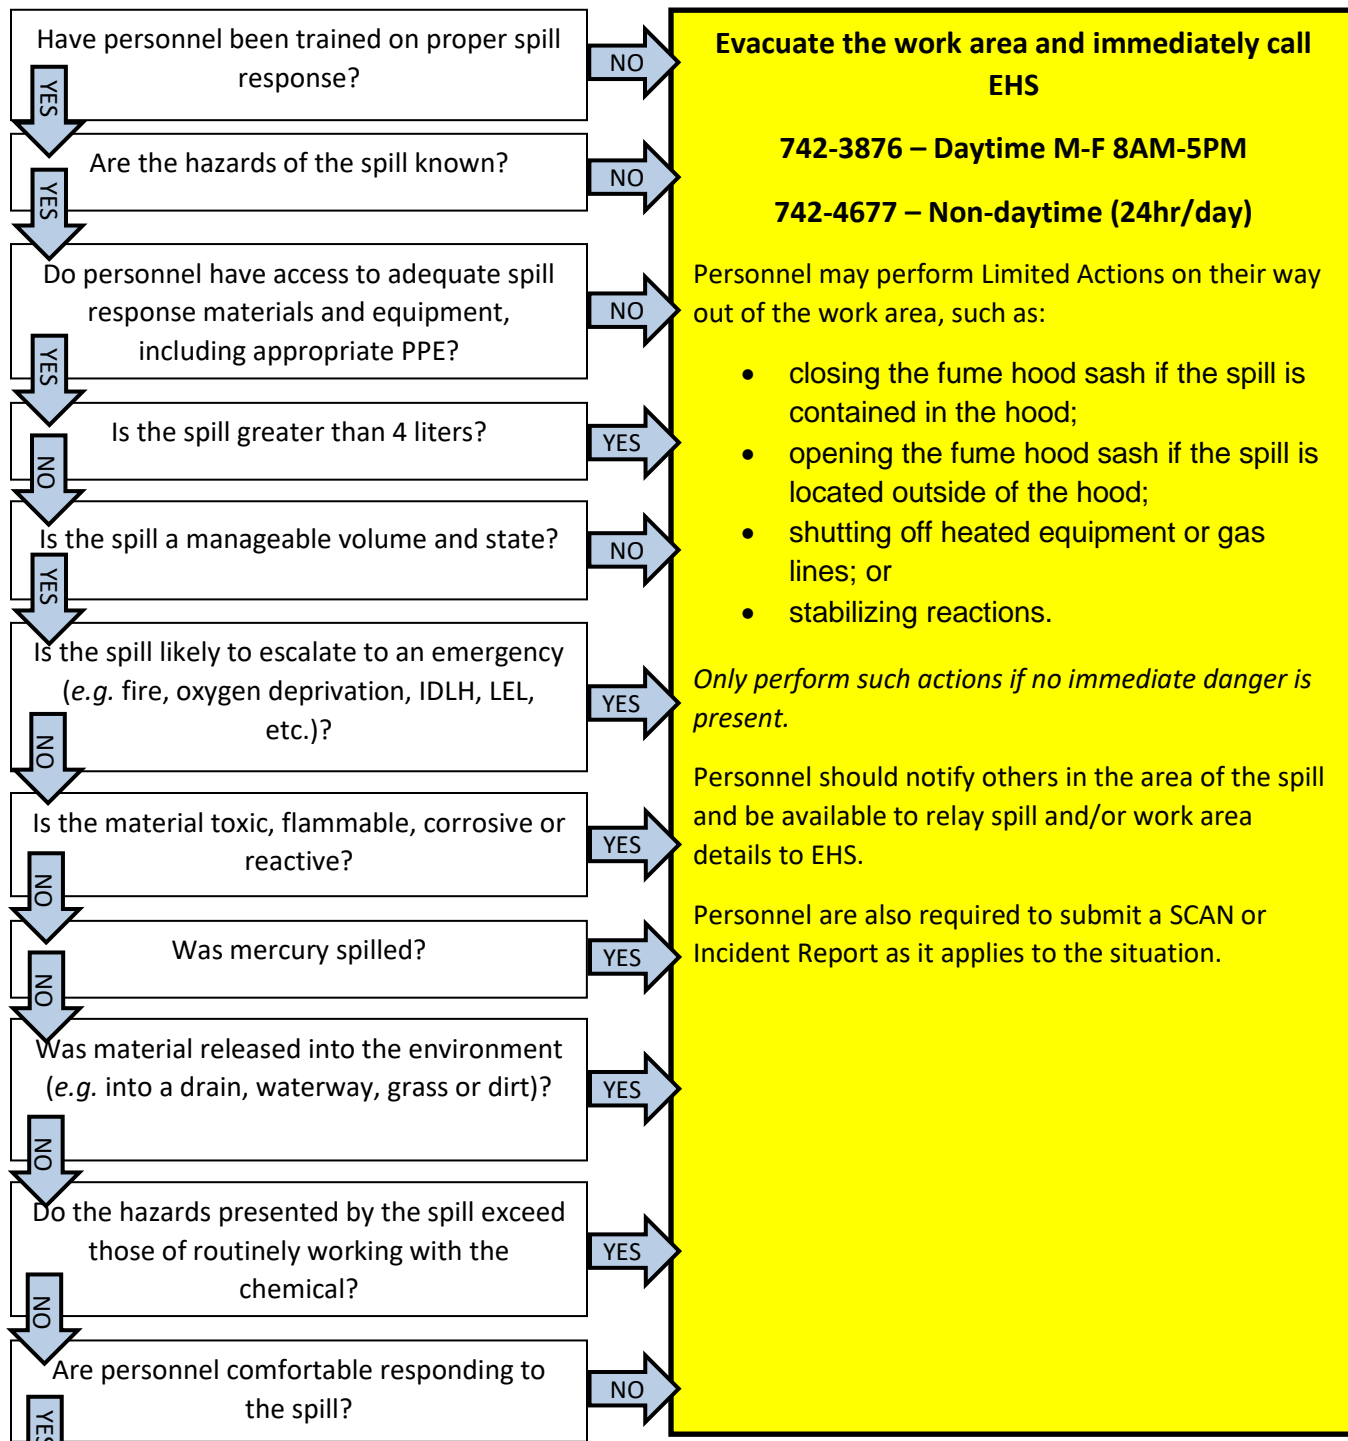 Have personnel been trained on proper spill
response?
NO
YES
Are the hazards of the spill known?
NO
YES
Do personnel have access to adequate spill
response materials and equipment,
including appropriate PPE?
NO
YES
Is the spill greater than 4 liters?
YES
NO
Is the spill a manageable volume and state?
NO
YES
Is the spill likely to escalate to an emergency
(e.g. fire, oxygen deprivation, IDLH, LEL,
etc.)?
YES
NO
Is the material toxic, flammable, corrosive or
reactive?
YES
NO
Was mercury spilled?
YES
NO
Was material released into the environment
(e.g. into a drain, waterway, grass or dirt)?
YES
NO
Do the hazards presented by the spill exceed
those of routinely working with the
chemical?
YES
NO
Are personnel comfortable responding to
the spill?
NO
YES
Evacuate the work area and immediately call
EHS
742-3876 – Daytime M-F 8AM-5PM
742-4677 – Non-daytime (24hr/day)
Personnel may perform Limited Actions on their way
out of the work area, such as:
• closing the fume hood sash if the spill is
contained in the hood;
• opening the fume hood sash if the spill is
located outside of the hood;
• shutting off heated equipment or gas
lines; or
• stabilizing reactions.
Only perform such actions if no immediate danger is
present.
Personnel should notify others in the area of the spill
and be available to relay spill and/or work area
details to EHS.
Personnel are also required to submit a SCAN or
Incident Report as it applies to the situation.